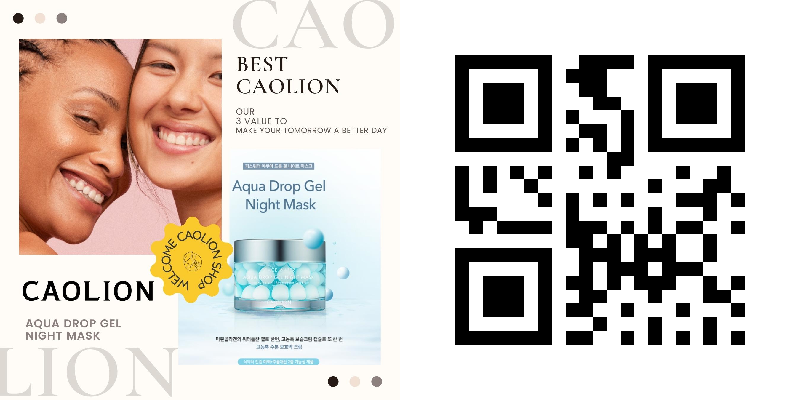 CAO
BEST
CAOLION
OUR
3 VALUE TO
MAKE YOUR TOMORROW A BETTER DAY
Aqua Drop Gel
Night Mask
WELCOME CAOLION SHOP
CAOLION
AQUA DROP GEL
NIGHT MASK
LION